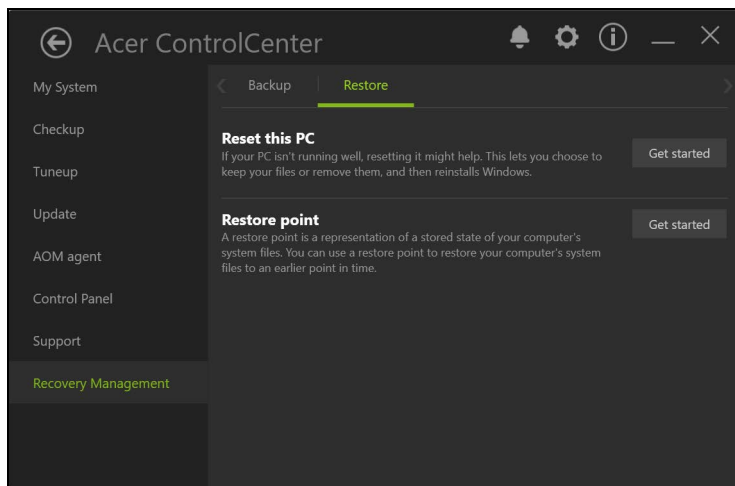 Acer ControlCenter
My System
Checkup
Tuneup
Update
AOM agent
Control Panel
Support
Recovery Management
Backup
Restore
Reset this PC
If your PC isn't running well, resetting it might help. This lets you choose to
keep your files or remove them, and then reinstalls Windows.
Get started
Restore point
A restore point is a representation of a stored state of your computer's
system files. You can use a restore point to restore your computer's system
files to an earlier point in time.
Get started